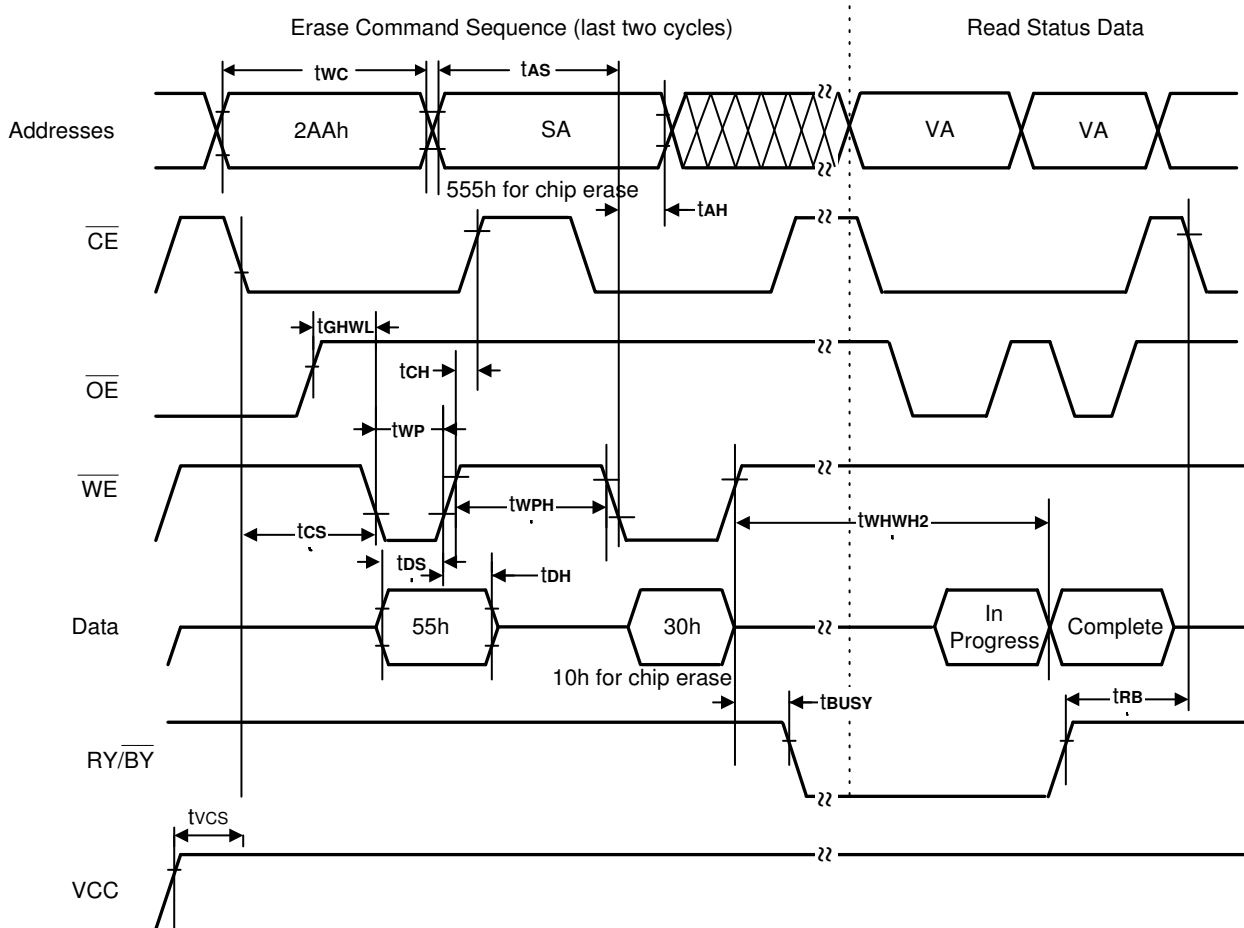 Erase Command Sequence (last two cycles)
Read Status Data
tWC
tAS
Addresses
2AAh
SA
VA
VA
555h for chip erase
tAH
CE
tGHWL
OE
tCH
tWP
WE
tWPH
tCS
tWHWH2
tDS
tDH
Data
55h
30h
In
Progress
Complete
10h for chip erase
tBUSY
tRB
RY/BY
tVCS
VCC